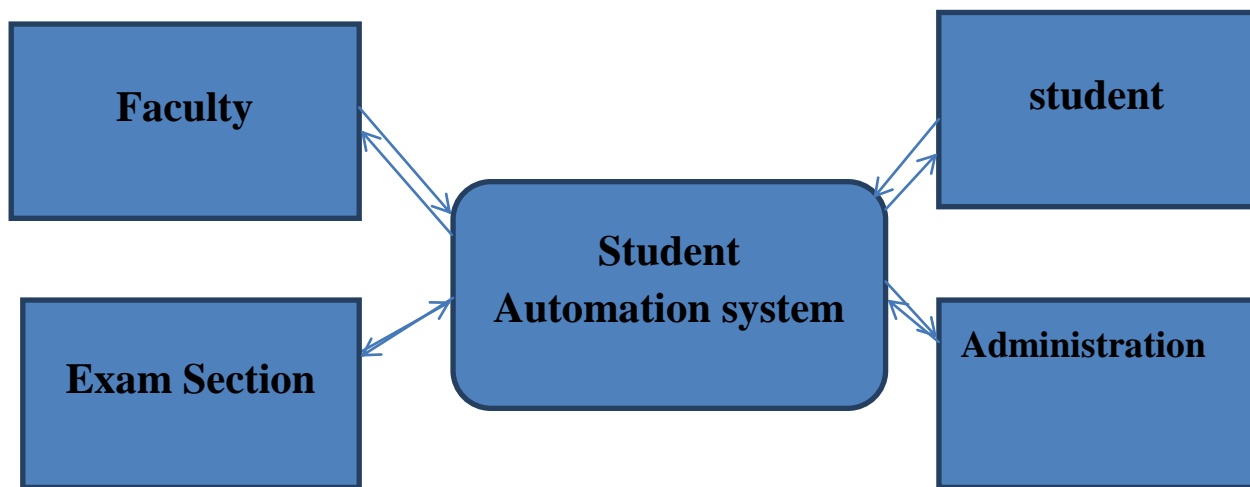 Faculty
student
Student
Automation system
Exam Section
Administration